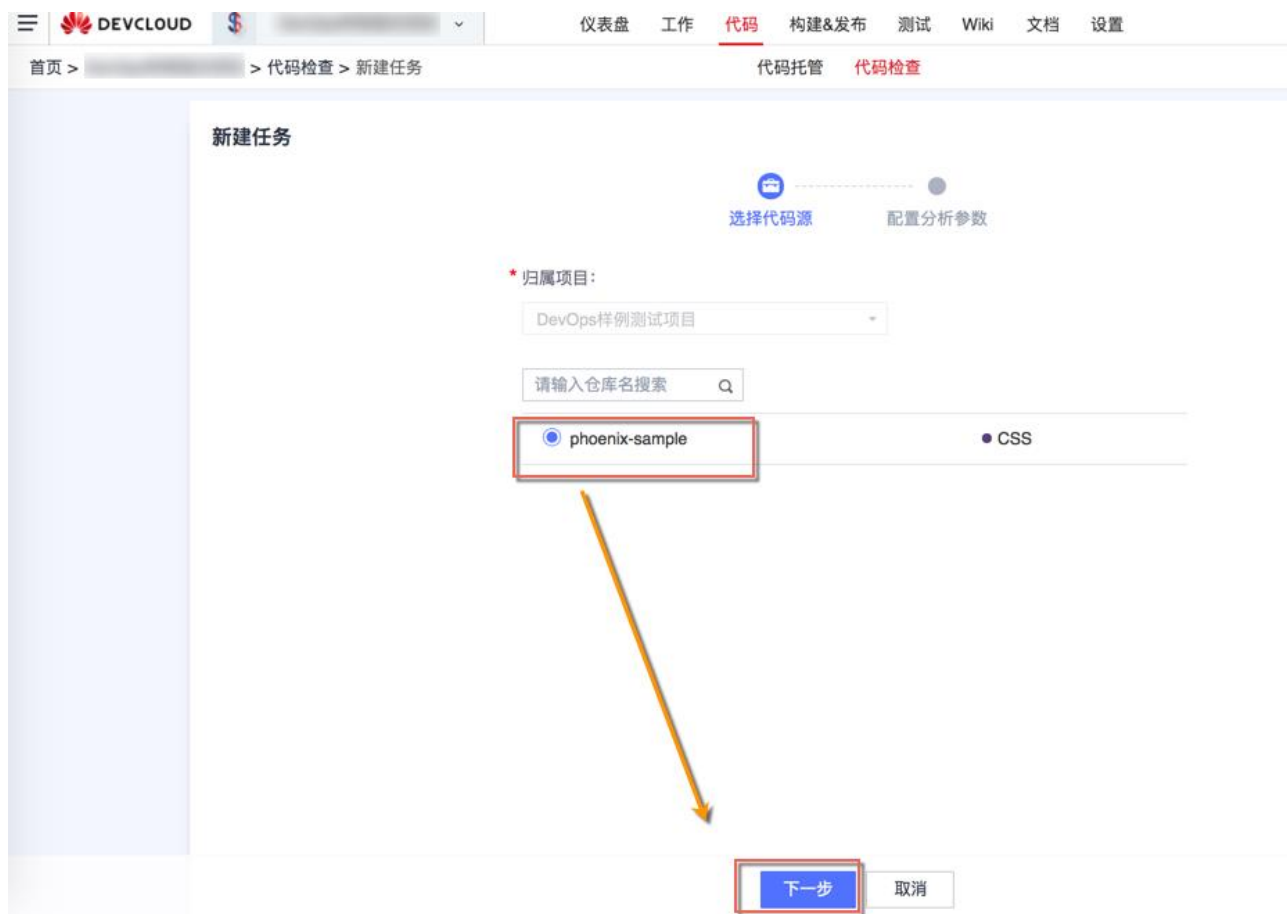 DEVCLOUD 仪表盘 工作 代码 构建&发布 测试 Wiki 文档 设置
首页 > > 代码检查 > 新建任务 代码托管 代码检查
新建任务
选择代码源 配置分析参数
* 归属项目：
DevOps样例测试项目
请输入仓库名搜索
phoenix-sample CSS
下一步 取消